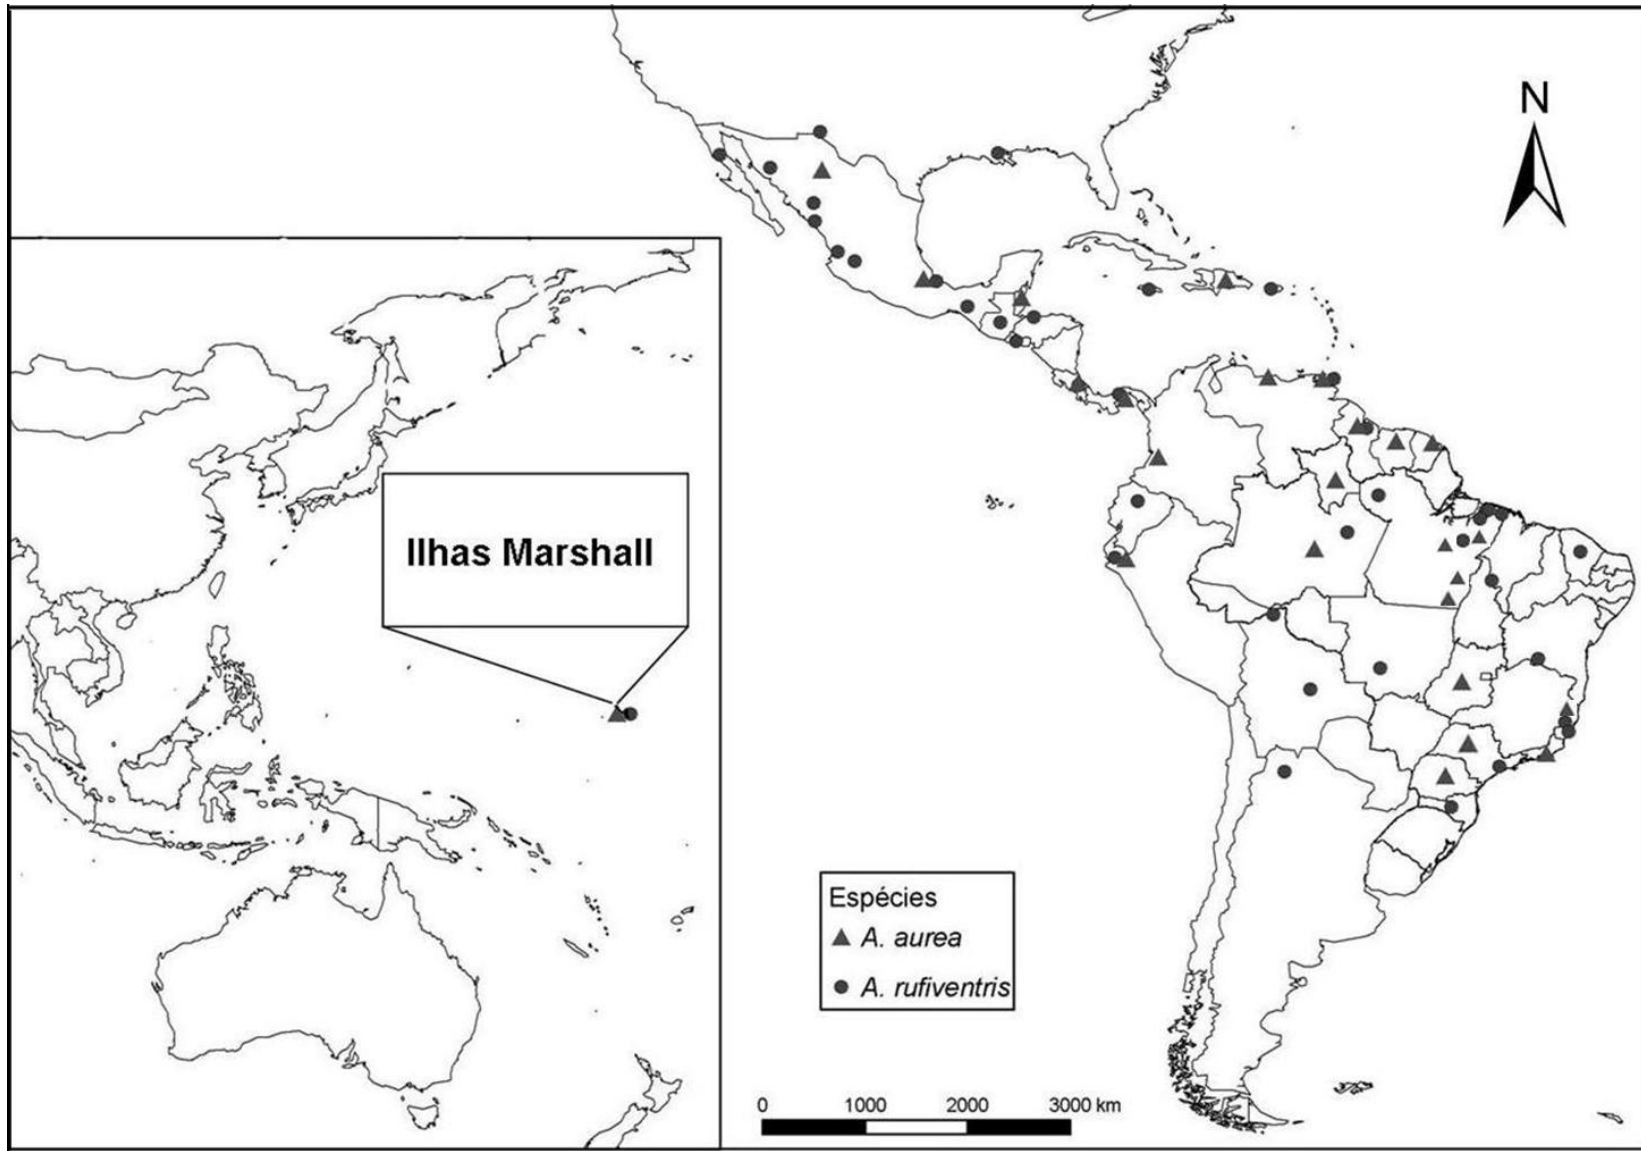 N
Ilhas Marshall
Espécies
A. aurea
A. rufiventris
0 1000 2000 3000 km